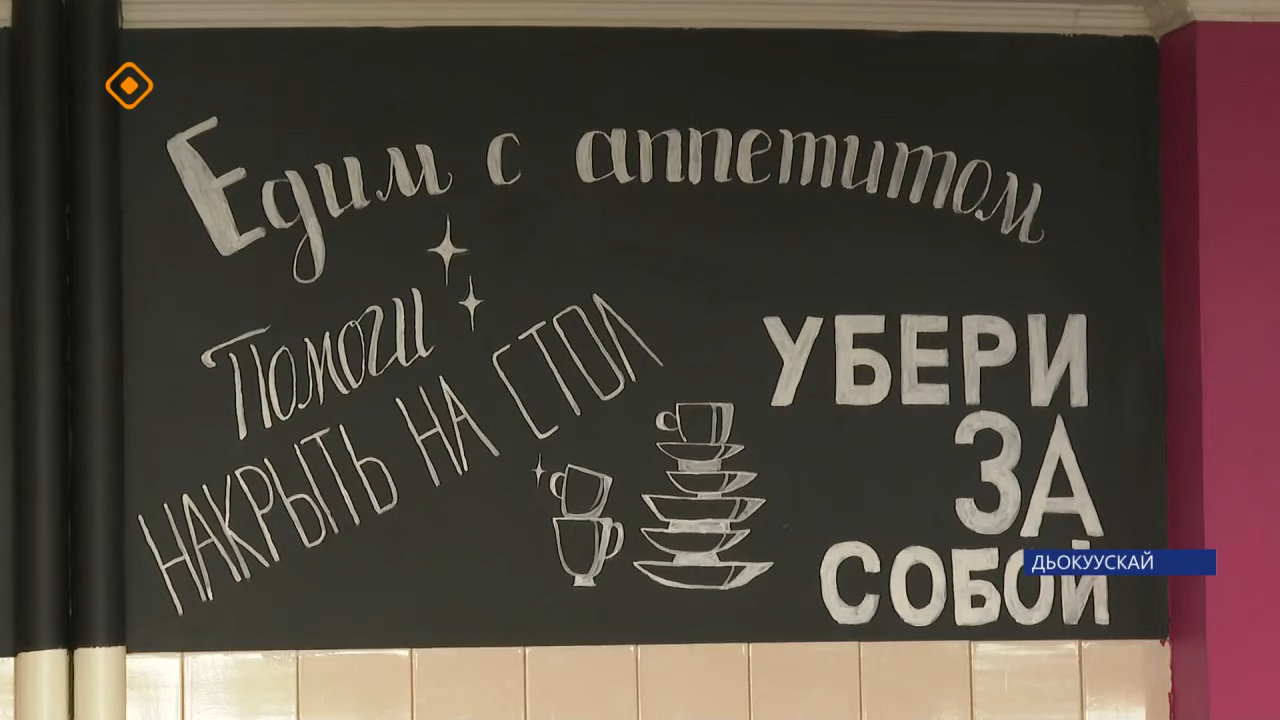 Едим с аппетитом
Помоги
НАКРЫТЬ НА СТОЛ
УБЕРИ
ЗА
СОБОЙ
ДЬОКУУСКАЙ